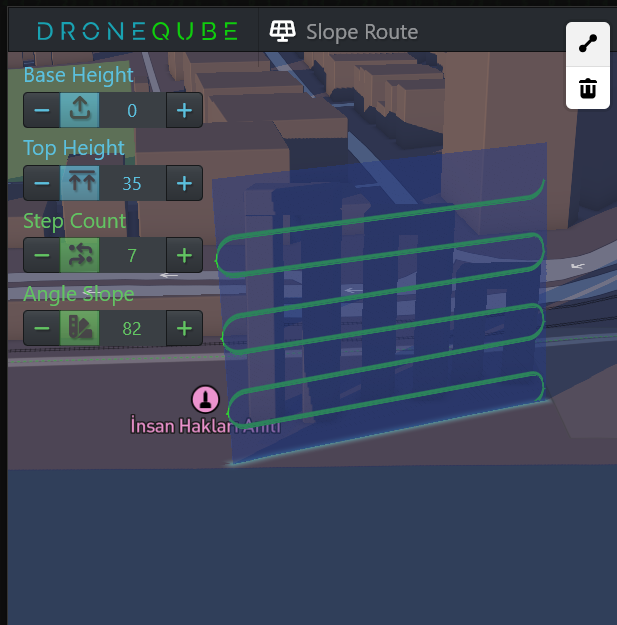 DRONEQUBE
Slope Route
Base Height
0
Top Height
35
Step Count
7
Angle Slope
82
İnsan Hakları Anıtı